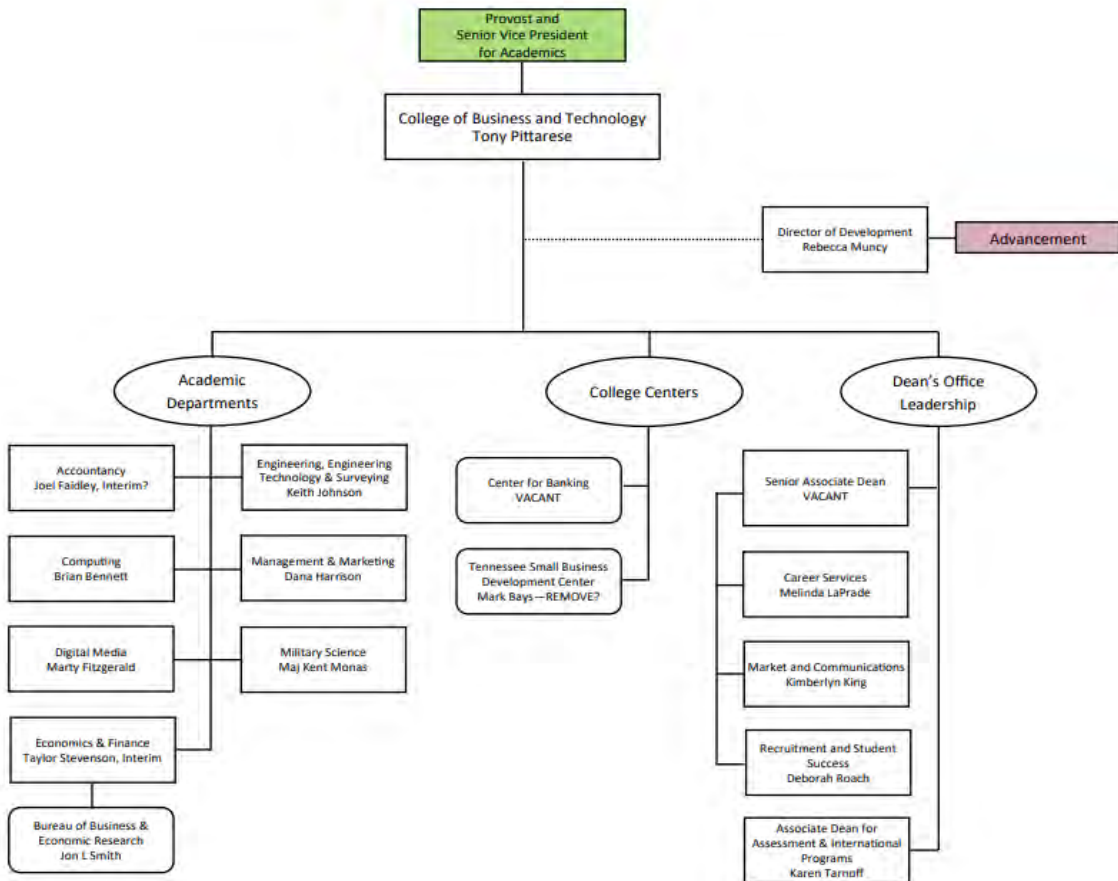 Provost and
Senior Vice President
for Academics
College of Business and Technology
Tony Pittarese
Director of Development
Rebecca Muncy
Advancement
Academic
Departments
College Centers
Dean's Office
Leadership
Accountancy
Joel Faidley, Interim?
Engineering, Engineering
Technology & Surveying
Keith Johnson
Computing
Brian Bennett
Management & Marketing
Dana Harrison
Digital Media
Marty Fitzgerald
Military Science
Maj Kent Monas
Economics & Finance
Taylor Stevenson, Interim
Bureau of Business &
Economic Research
Jon L Smith
Center for Banking
VACANT
Tennessee Small Business
Development Center
Mark Bays—REMOVE?
Senior Associate Dean
VACANT
Career Services
Melinda LaPrade
Market and Communications
Kimberlyn King
Recruitment and Student
Success
Deborah Roach
Associate Dean for
Assessment & International
Programs
Karen Tarnoff